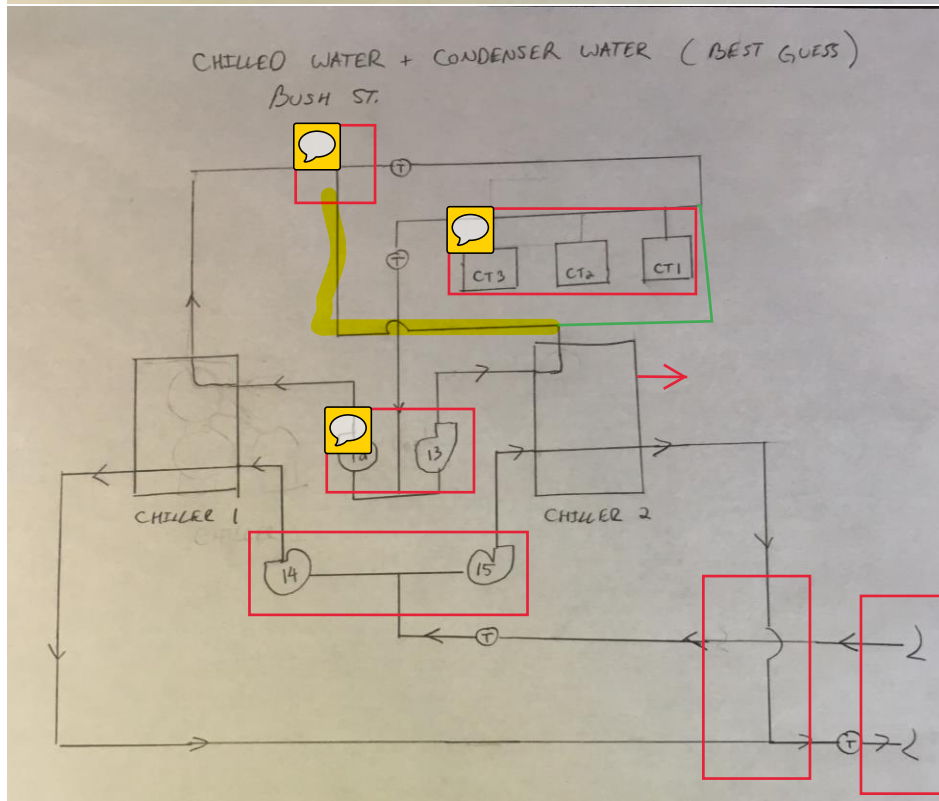 CHILLED WATER + CONDENSER WATER (BEST GUESS)
BUSH ST.
T
T
CT3 CT2 CT1
13
CHILLER 1 CHILLER 2
14 15
T
T